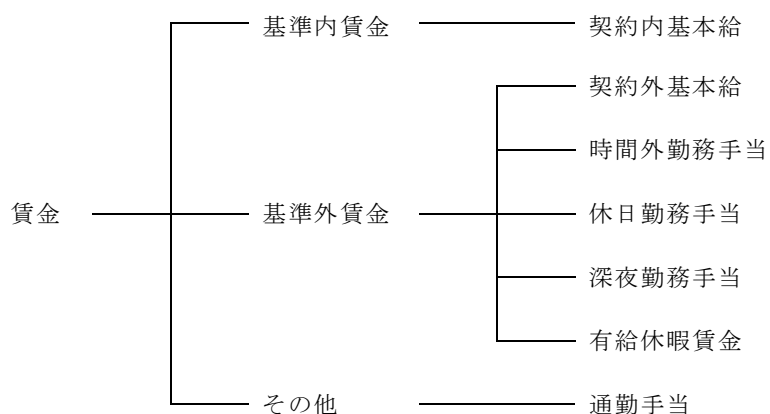 基準内賃金 契約内基本給
契約外基本給
時間外勤務手当
賃金 基準外賃金 休日勤務手当
深夜勤務手当
有給休暇賃金
その他 通勤手当